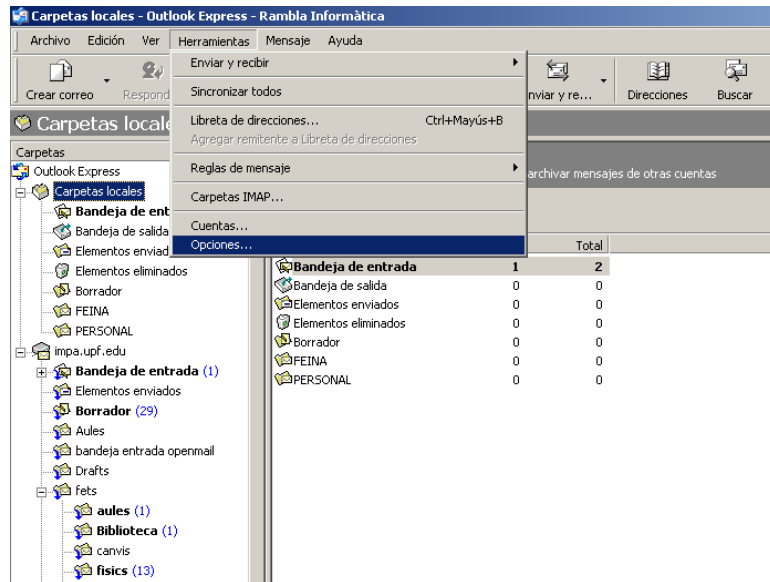 Carpetas locales - Outlook Express - Rambla Informàtica
Archivo Edición Ver Herramientas Mensaje Ayuda
Crear correo Respond nviar y re... Direcciones Buscar
Enviar y recibir
Sincronizar todos
Libreta de direcciones... Ctrl+Mayús+B
Agregar remitente a Libreta de direcciones
Reglas de mensaje
Carpetas IMAP...
Cuentas...
Opciones...
Carpetas locale
archivar mensajes de otras cuentas
Carpetas
Outlook Express
Carpetas locales
Bandeja de ent
Bandeja de salida
Elementos enviad
Elementos eliminados
Borrador
FEINA
PERSONAL
impa.upf.edu
Bandeja de entrada (1)
Elementos enviados
Borrador (29)
Aules
bandeja entrada openmail
Drafts
fets
aules (1)
Biblioteca (1)
canvis
fisics (13)
Total
Bandeja de entrada 1 2
Bandeja de salida 0 0
Elementos enviados 0 0
Elementos eliminados 0 0
Borrador 0 0
FEINA 0 0
PERSONAL 0 0